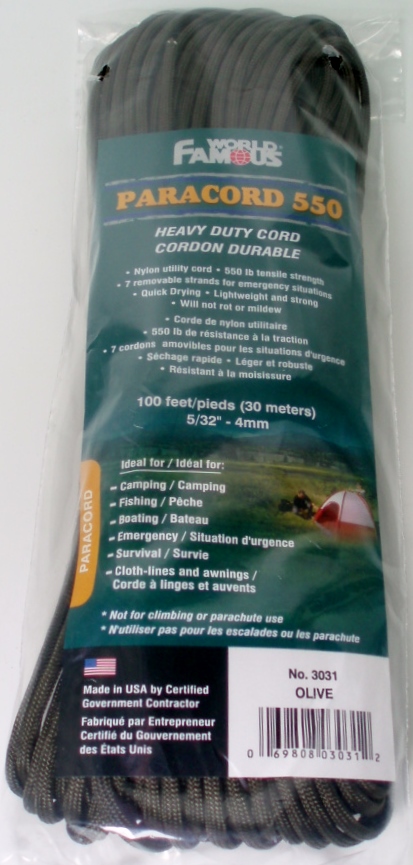 WORLD
FAMOUS
PARACORD 550
HEAVY DUTY CORD
CORDON DURABLE
• Nylon utility cord • 550 lb tensile strength
• 7 removable strands for emergency situations
• Quick Drying • Lightweight and strong
• Will not rot or mildew
• Corde de nylon utilitaire
• 550 lb de résistance à la traction
• 7 cordons amovibles pour les situations d'urgence
• Séchage rapide • Léger et robuste
• Résistant à la moisissure
100 feet/pieds (30 meters)
5/32" - 4mm
Ideal for / Idéal for:
- Camping / Camping
- Fishing / Pêche
- Boating / Bateau
- Emergency / Situation d'urgence
- Survival / Survie
- Cloth-lines and awnings /
Corde à linges et auvents
PARACORD
* Not for climbing or parachute use
* N'utiliser pas pour les escalades ou les parachute
Made in USA by Certified
Government Contractor
Fabriqué par Entrepreneur
Certifié du Gouvernement
des États Unis
No. 3031
OLIVE
0 69808 03031 2